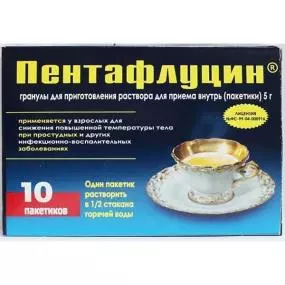 Пентафлуцин®
гранулы для приготовления раствора для приема внутрь (пакетики) 5 г
применяется у взрослых для
снижения повышенной температуры тела
при простудных и других
инфекционно-воспалительных
заболеваниях
ЛИЦЕНЗИЯ
10
пакетиков
Один пакетик
растворить
в 1/2 стакана
горячей воды